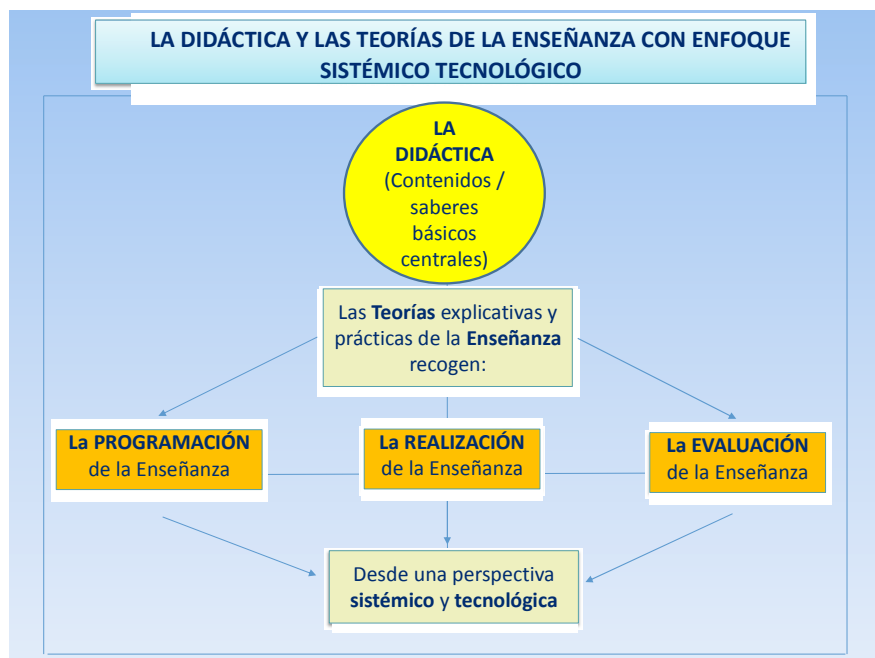 LA DIDÁCTICA Y LAS TEORÍAS DE LA ENSEÑANZA CON ENFOQUE
SISTÉMICO TECNOLÓGICO
LA
DIDÁCTICA
(Contenidos /
saberes
básicos
centrales)
Las Teorías explicativas y
prácticas de la Enseñanza
recogen:
La PROGRAMACIÓN
de la Enseñanza
La REALIZACIÓN
de la Enseñanza
La EVALUACIÓN
de la Enseñanza
Desde una perspectiva
sistémico y tecnológica